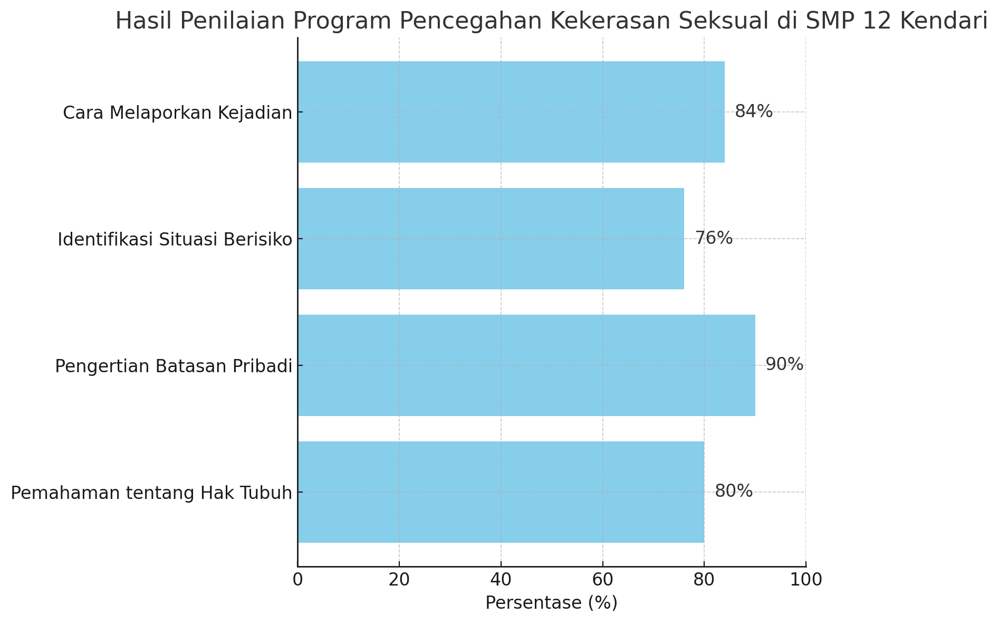 Hasil Penilaian Program Pencegahan Kekerasan Seksual di SMP 12 Kendari
Cara Melaporkan Kejadian
84%
Identifikasi Situasi Berisiko
76%
Pengertian Batasan Pribadi
90%
Pemahaman tentang Hak Tubuh
80%
0 20 40 60 80 100
Persentase (%)